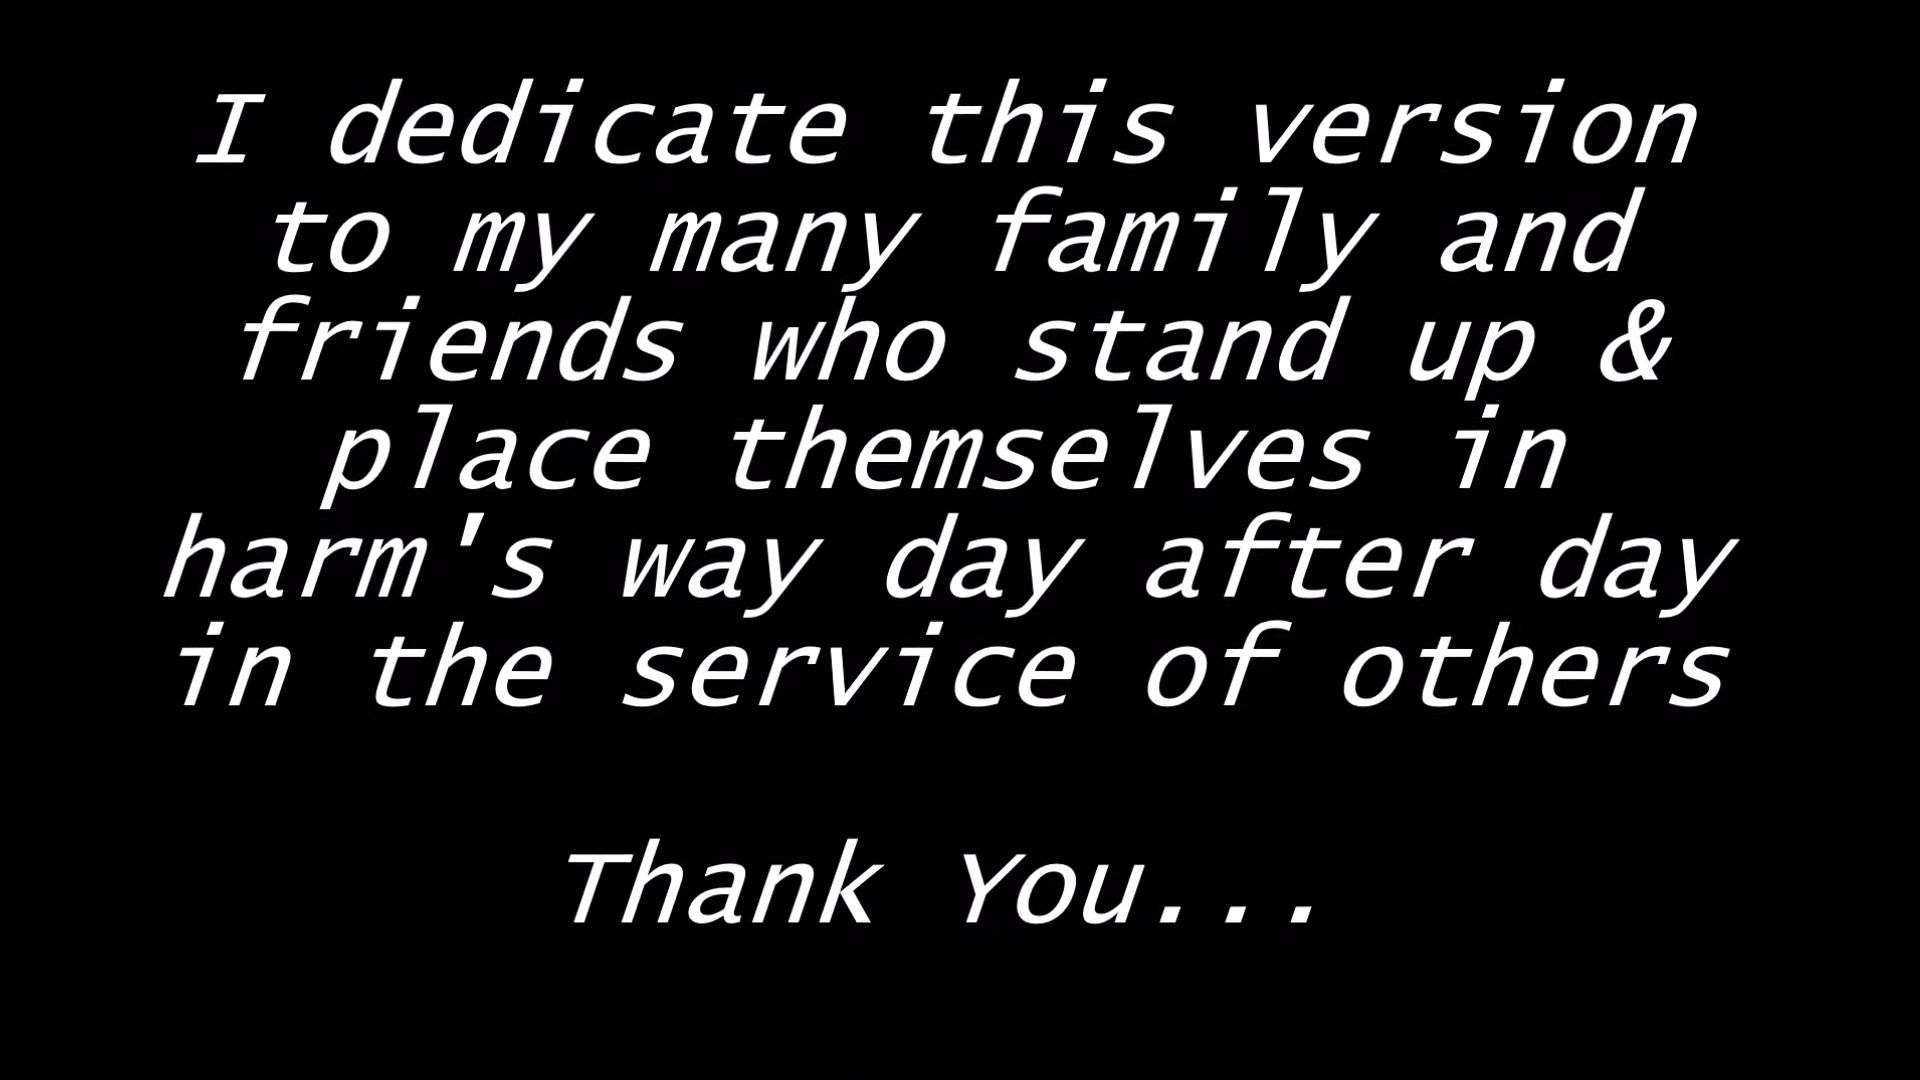 I dedicate this version
to my many family and
friends who stand up &
place themselves in
harm's way day after day
in the service of others
Thank You...